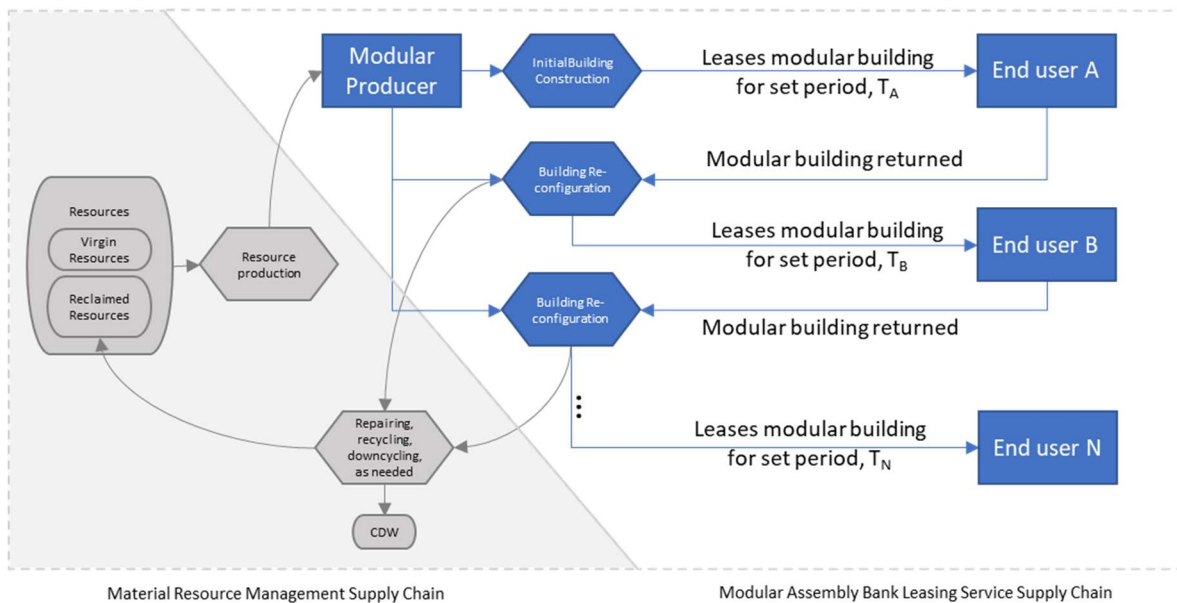 Modular
Producer
Initial Building
Construction
Leases modular building
for set period, TA
End user A
Modular building returned
Building Re-
configuration
Resources
Virgin
Resources
Reclaimed
Resources
Resource
production
Leases modular building
for set period, TB
End user B
Building Re-
configuration
Modular building returned
⋮
Repairing,
recycling,
downcycling,
as needed
Leases modular building
for set period, TN
End user N
CDW
Material Resource Management Supply Chain
Modular Assembly Bank Leasing Service Supply Chain